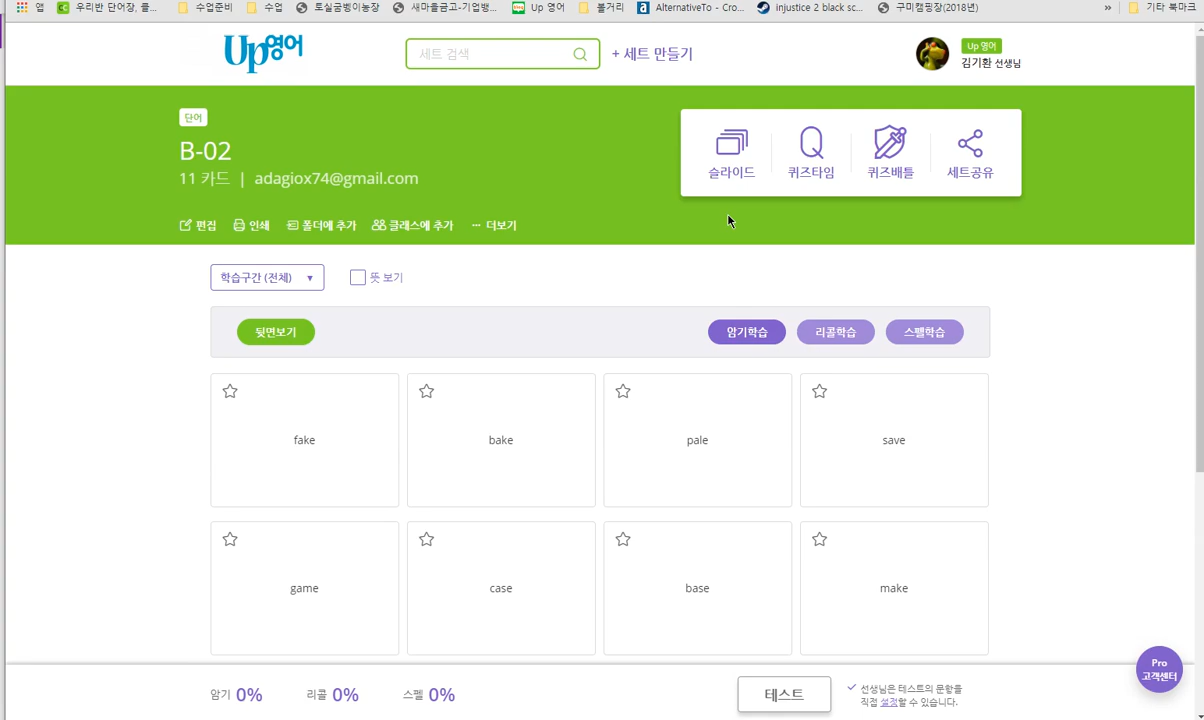 앱 우리반 단어장, 클... 수업준비 수업 토실굼벵이농장 새마을금고-기업뱅... Up 영어 볼거리 AlternativeTo - Cro... injustice 2 black sc... 구미캠핑장(2018년) » 기타 북마크
Up영어
세트 검색
+ 세트 만들기
Up 영어
김기환 선생님
단어
B-02
11 카드 | adagiox74@gmail.com
편집 인쇄 폴더에 추가 클래스에 추가 ··· 더보기
슬라이드 퀴즈타임 퀴즈배틀 세트공유
학습구간 (전체) ▼ 뜻 보기
뒷면보기 암기학습 리콜학습 스펠학습
fake bake pale save
game case base make
암기 0% 리콜 0% 스펠 0%
테스트
선생님은 테스트의 문항을
직접 설정할 수 있습니다.
Pro
고객센터